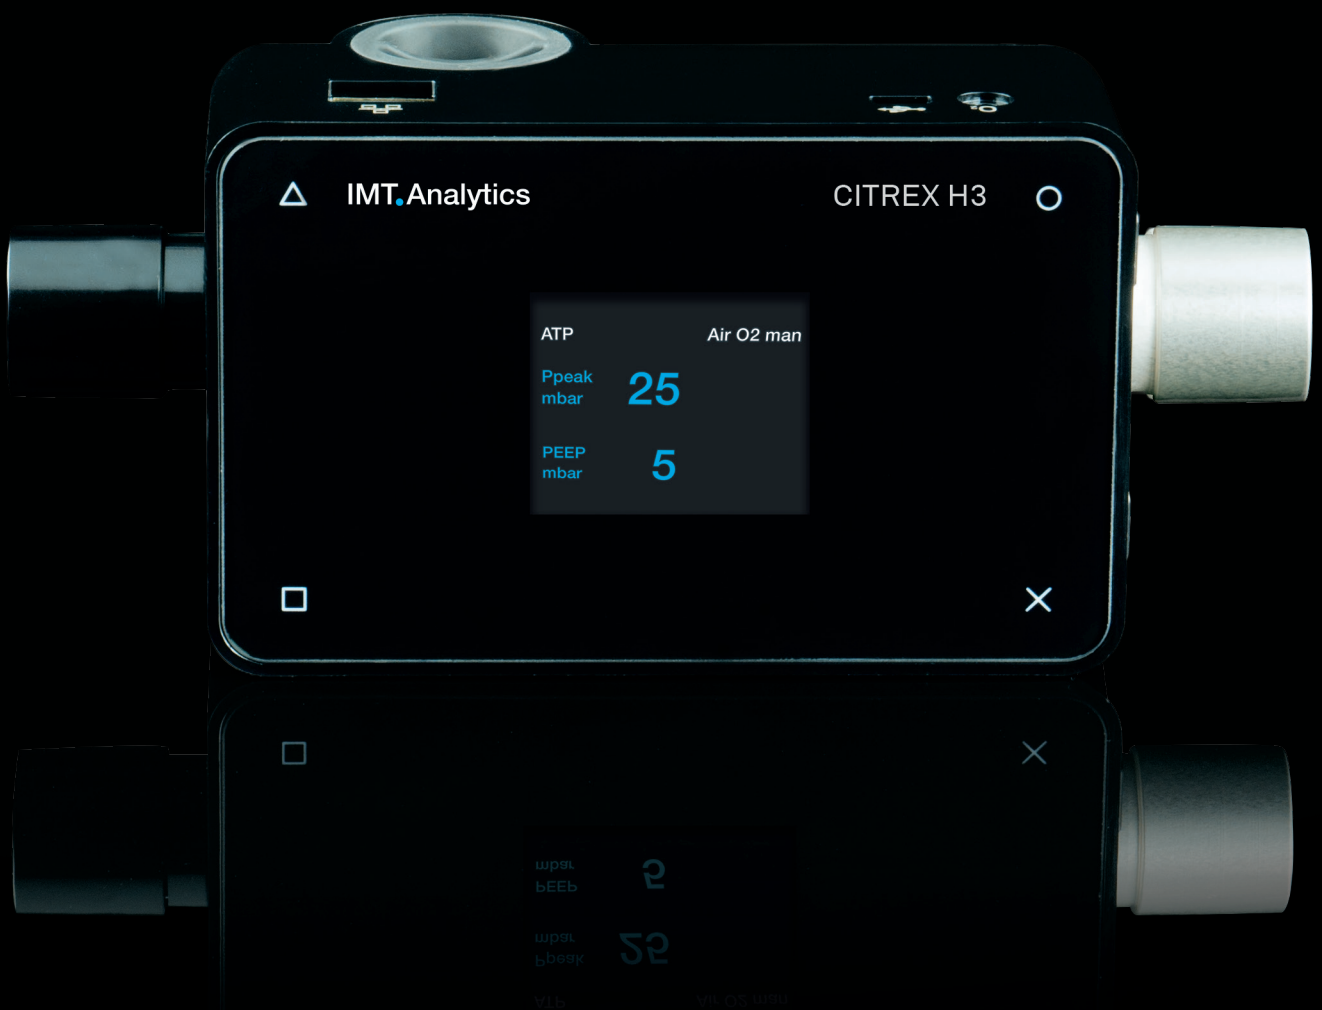 IMT.Analytics
CITREX H3
ATP
Air O2 man
Ppeak
mbar
25
PEEP
mbar
5